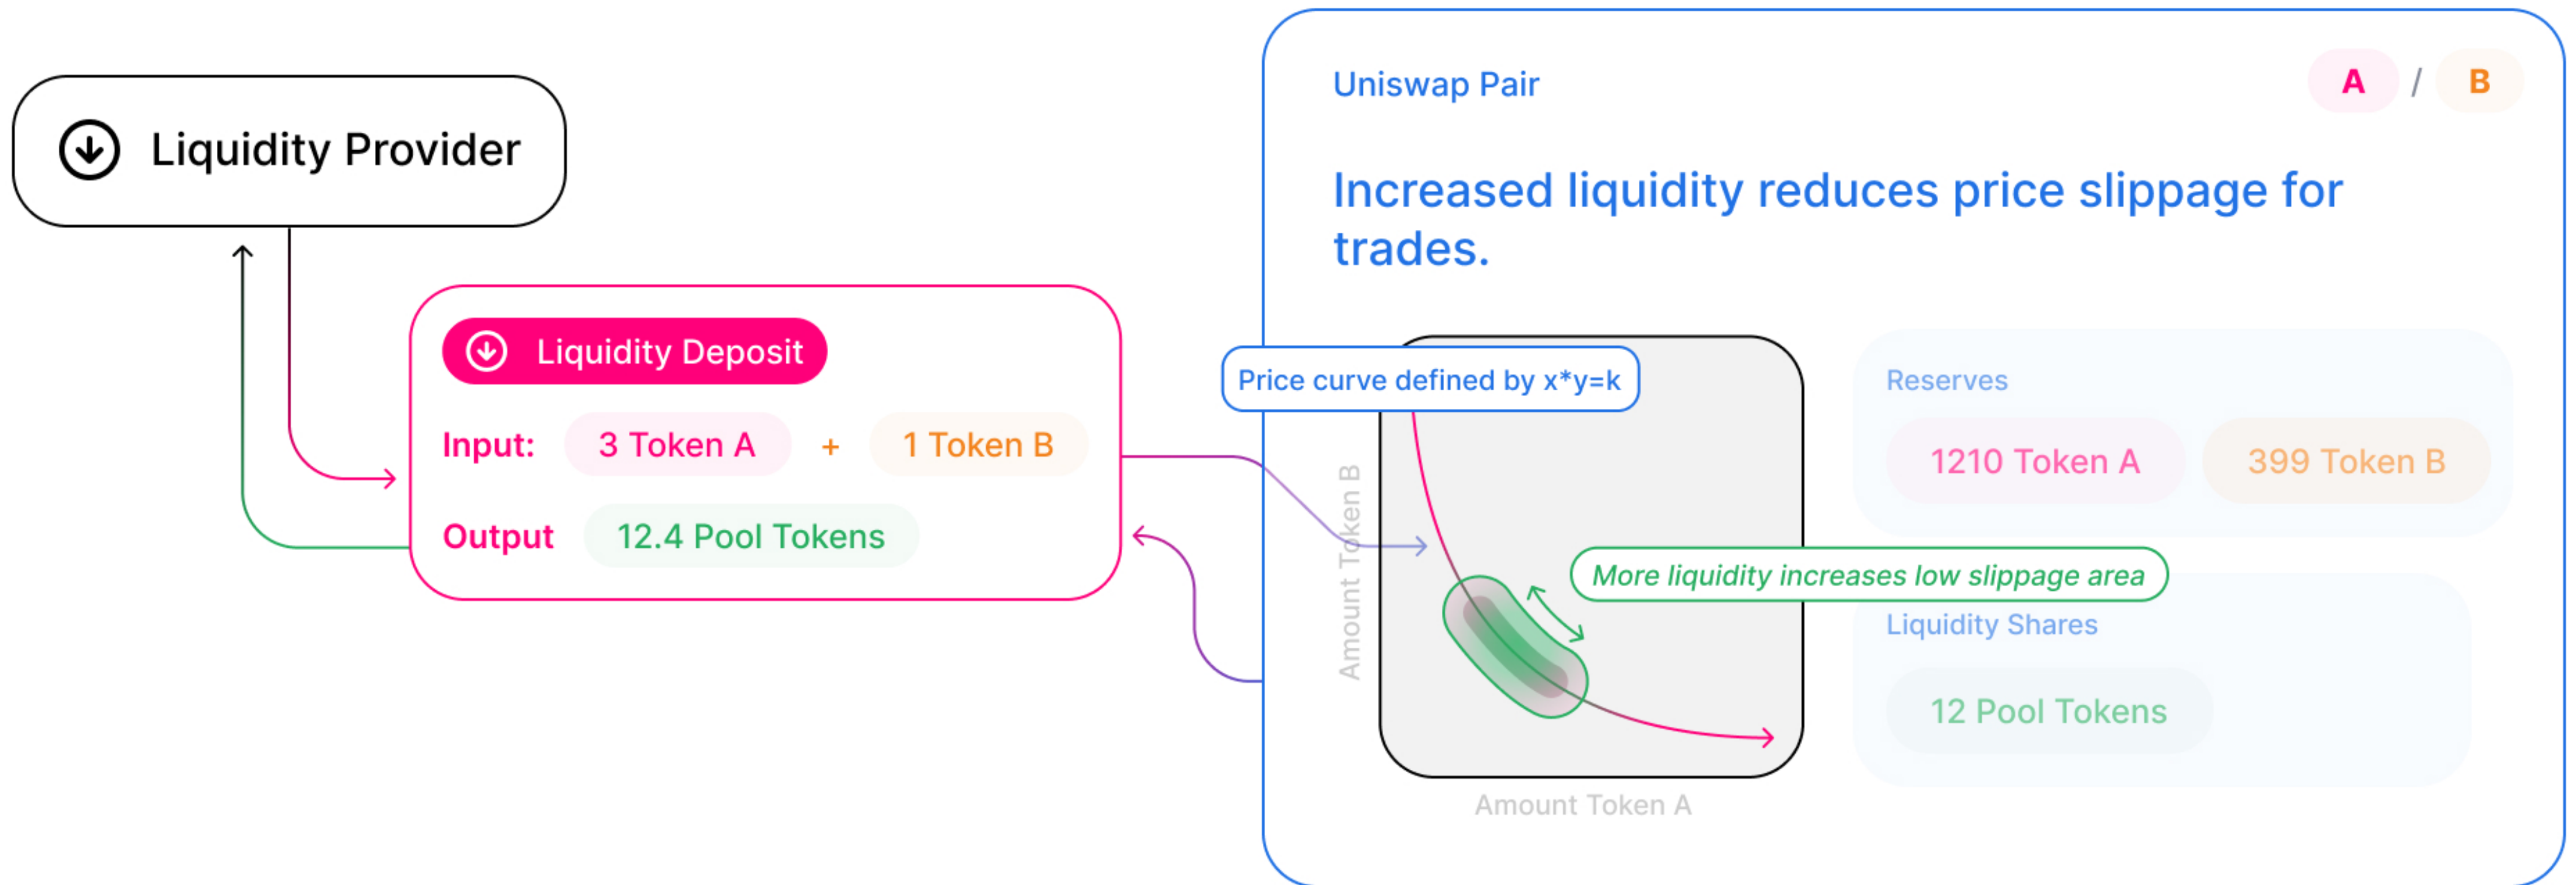 Liquidity Provider
Liquidity Deposit
Input: 3 Token A + 1 Token B
Output 12.4 Pool Tokens
Uniswap Pair
A / B
Increased liquidity reduces price slippage for
trades.
Price curve defined by x*y=k
Amount Token B
Amount Token A
More liquidity increases low slippage area
Reserves
1210 Token A 399 Token B
Liquidity Shares
12 Pool Tokens